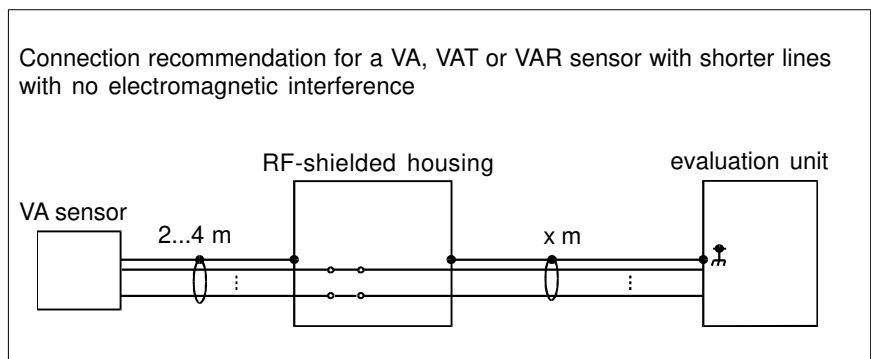 Connection recommendation for a VA, VAT or VAR sensor with shorter lines
with no electromagnetic interference
RF-shielded housing
evaluation unit
VA sensor
2...4 m
x m